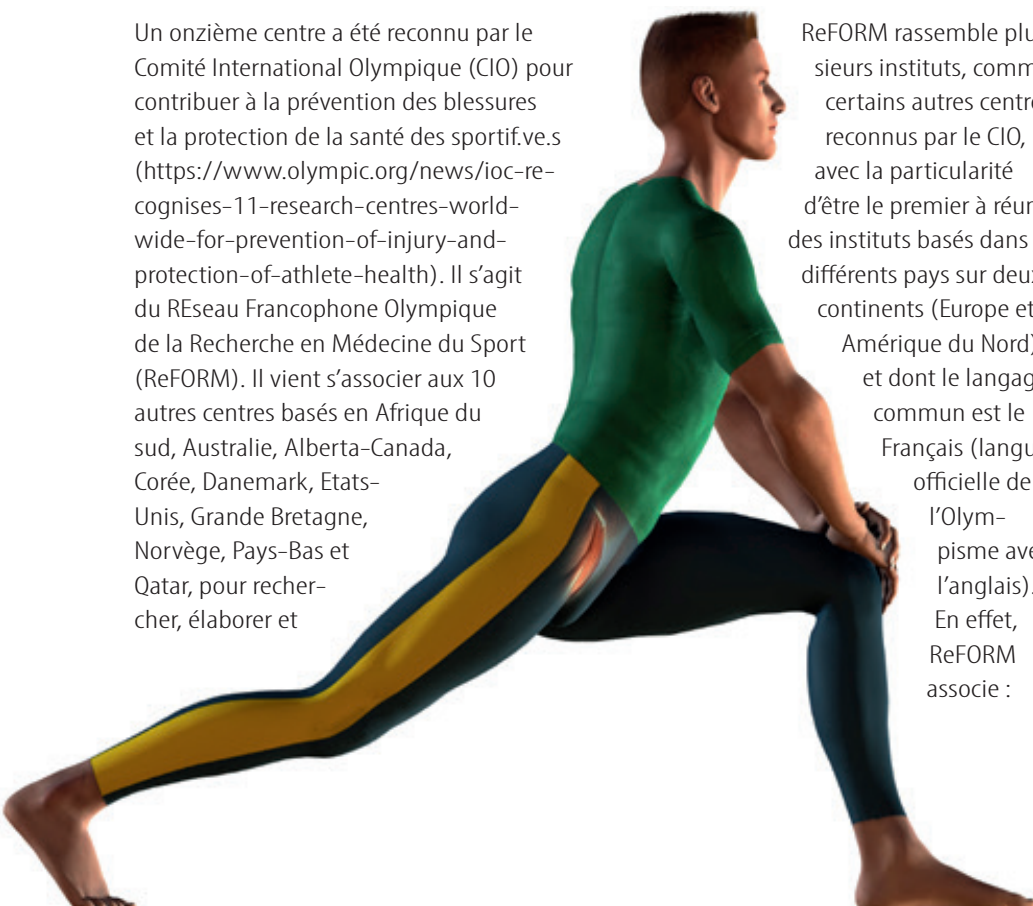 Un onzième centre a été reconnu par le
Comité International Olympique (CIO) pour
contribuer à la prévention des blessures
et la protection de la santé des sportif.ve.s
(https://www.olympic.org/news/ioc-re-
cognises-11-research-centres-world-
wide-for-prevention-of-injury-and-
protection-of-athlete-health). Il s’agit
du REseau Francophone Olympique
de la Recherche en Médecine du Sport
(ReFORM). Il vient s’associer aux 10
autres centres basés en Afrique du
sud, Australie, Alberta-Canada,
Corée, Danemark, Etats-
Unis, Grande Bretagne,
Norvège, Pays-Bas et
Qatar, pour recher-
cher, élaborer et
ReFORM rassemble plu
sieurs instituts, comm
certains autres centre
reconnus par le CIO,
avec la particularité
d’être le premier à réun
des instituts basés dans
différents pays sur deux
continents (Europe et
Amérique du Nord)
et dont le langag
commun est le
Français (langu
officielle de
l’Olym-
pisme ave
l’anglais).
En effet,
ReFORM
associe :